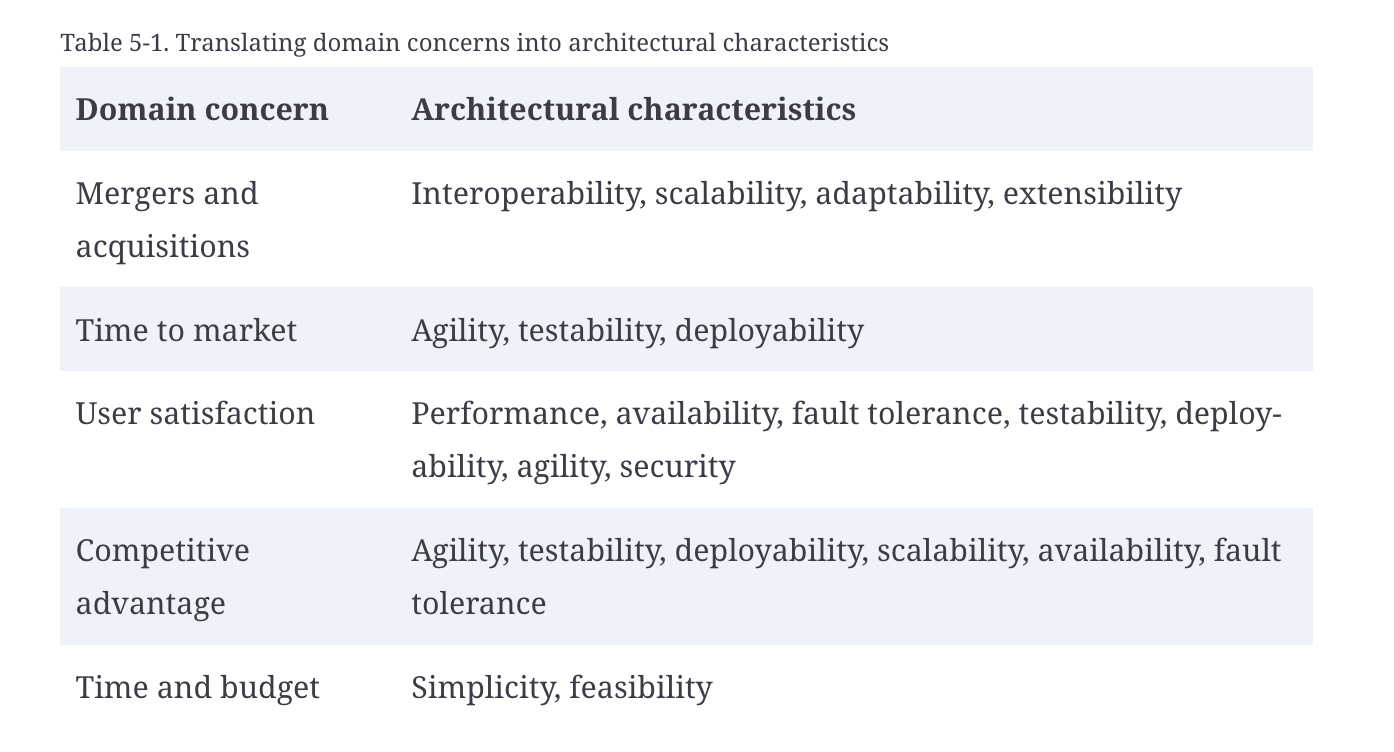 Table 5-1. Translating domain concerns into architectural characteristics
Domain concern Architectural characteristics
Mergers and Interoperability, scalability, adaptability, extensibility
acquisitions
Time to market Agility, testability, deployability
User satisfaction Performance, availability, fault tolerance, testability, deploy-
ability, agility, security
Competitive Agility, testability, deployability, scalability, availability, fault
advantage tolerance
Time and budget Simplicity, feasibility